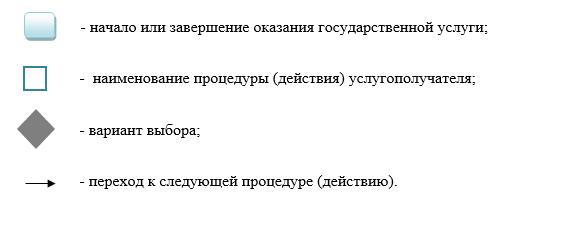 - начало или завершение оказания государственной услуги;
- наименование процедуры (действия) услугополучателя;
- вариант выбора;
- переход к следующей процедуре (действию).